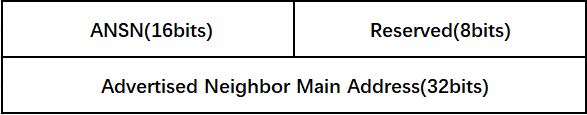 ANSN(16bits) Reserved(8bits)
Advertised Neighbor Main Address(32bits)